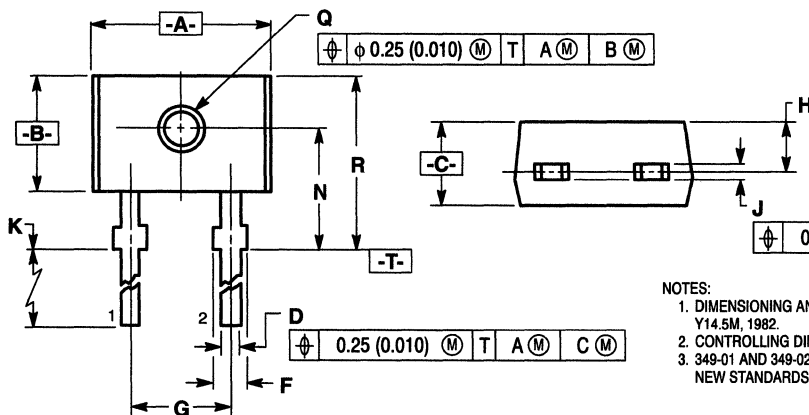 -A-
Q
⌖ ϕ 0.25 (0.010) Ⓜ T A Ⓜ B Ⓜ
-B-
N
R
K
-T-
1
2
D
⌖ 0.25 (0.010) Ⓜ T A Ⓜ C Ⓜ
F
G
H
-C-
J
⌖ 0
NOTES:
1. DIMENSIONING AN
Y14.5M, 1982.
2. CONTROLLING DI
3. 349-01 AND 349-02
NEW STANDARDS